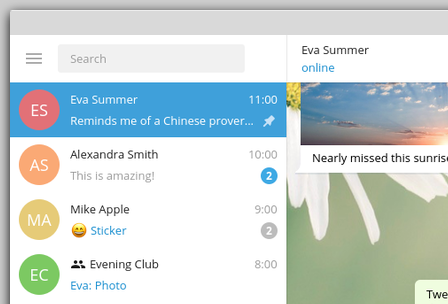 Search
ES
Eva Summer
11:00
Reminds me of a Chinese prover...
AS
Alexandra Smith
10:00
This is amazing!
2
MA
Mike Apple
9:00
Sticker
2
EC
Evening Club
8:00
Eva: Photo
Eva Summer
online
Nearly missed this sunris
Twe